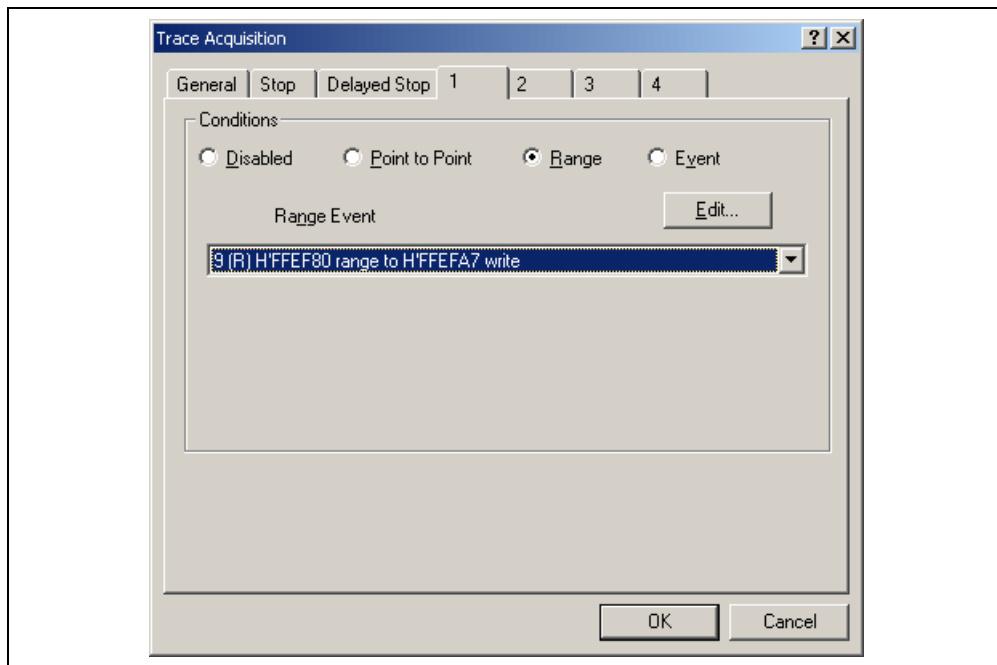 Trace Acquisition
General Stop Delayed Stop 1 2 3 4
Conditions
Disabled Point to Point Range Event
Range Event Edit...
9 (R) H'FFEF80 range to H'FFEFA7 write
OK Cancel